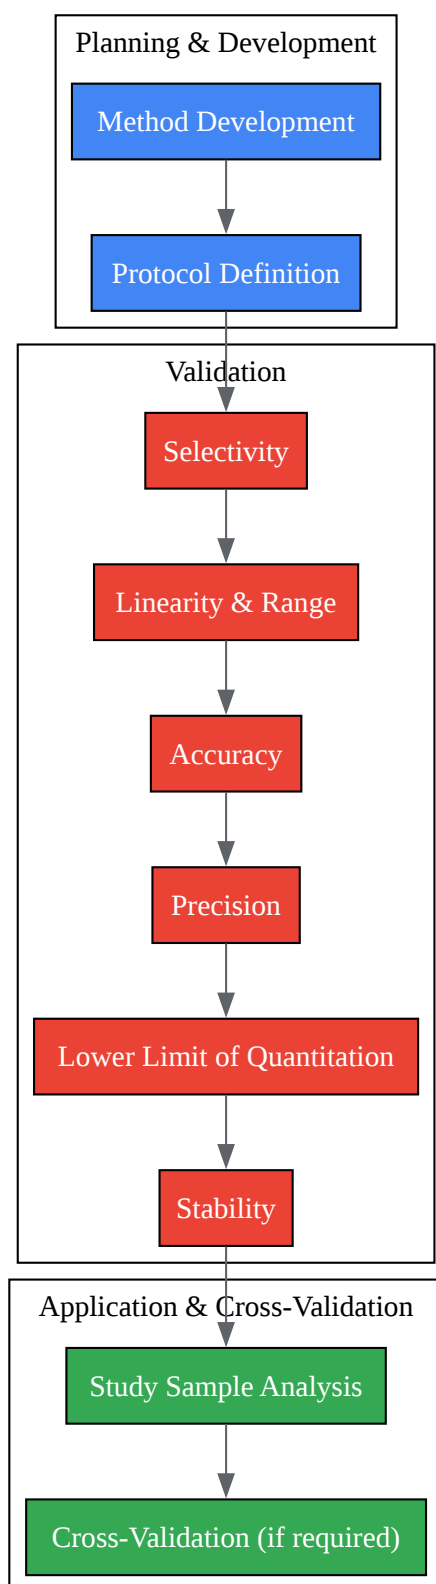 Planning & Development
Method Development
Protocol Definition
Validation
Selectivity
Linearity & Range
Accuracy
Precision
Lower Limit of Quantitation
Stability
Application & Cross-Validation
Study Sample Analysis
Cross-Validation (if required)